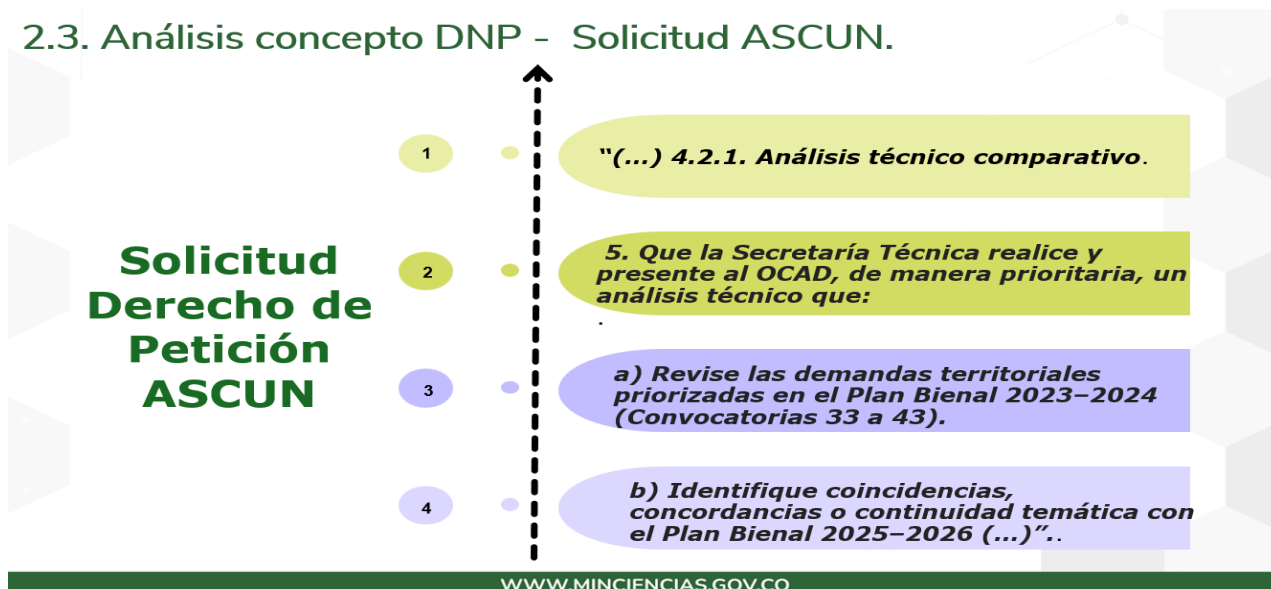 2.3. Análisis concepto DNP - Solicitud ASCUN.
Solicitud
Derecho de
Petición
ASCUN
1
"(...) 4.2.1. Análisis técnico comparativo.
2
5. Que la Secretaría Técnica realice y
presente al OCAD, de manera prioritaria, un
análisis técnico que:
.
3
a) Revise las demandas territoriales
priorizadas en el Plan Bienal 2023–2024
(Convocatorias 33 a 43).
4
b) Identifique coincidencias,
concordancias o continuidad temática con
el Plan Bienal 2025–2026 (...)”..
WWW.MINCIENCIAS.GOV.CO